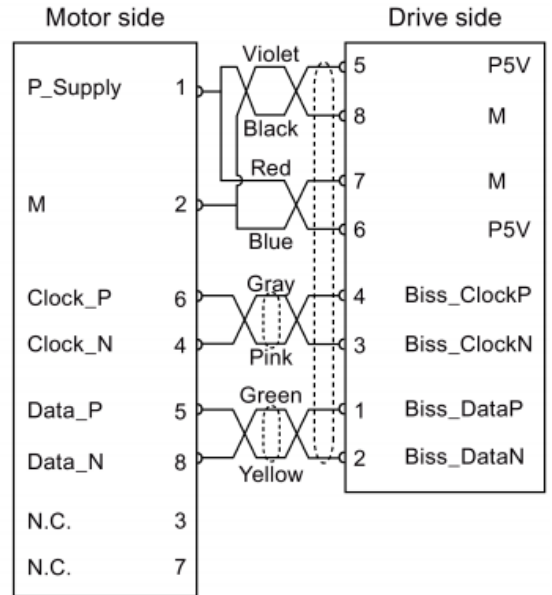 Motor side
Drive side
P_Supply 1
M 2
Clock_P 6
Clock_N 4
Data_P 5
Data_N 8
N.C. 3
N.C. 7
Violet
Black
Red
Blue
Gray
Pink
Green
Yellow
5 P5V
8 M
7 M
6 P5V
4 Biss_ClockP
3 Biss_ClockN
1 Biss_DataP
2 Biss_DataN